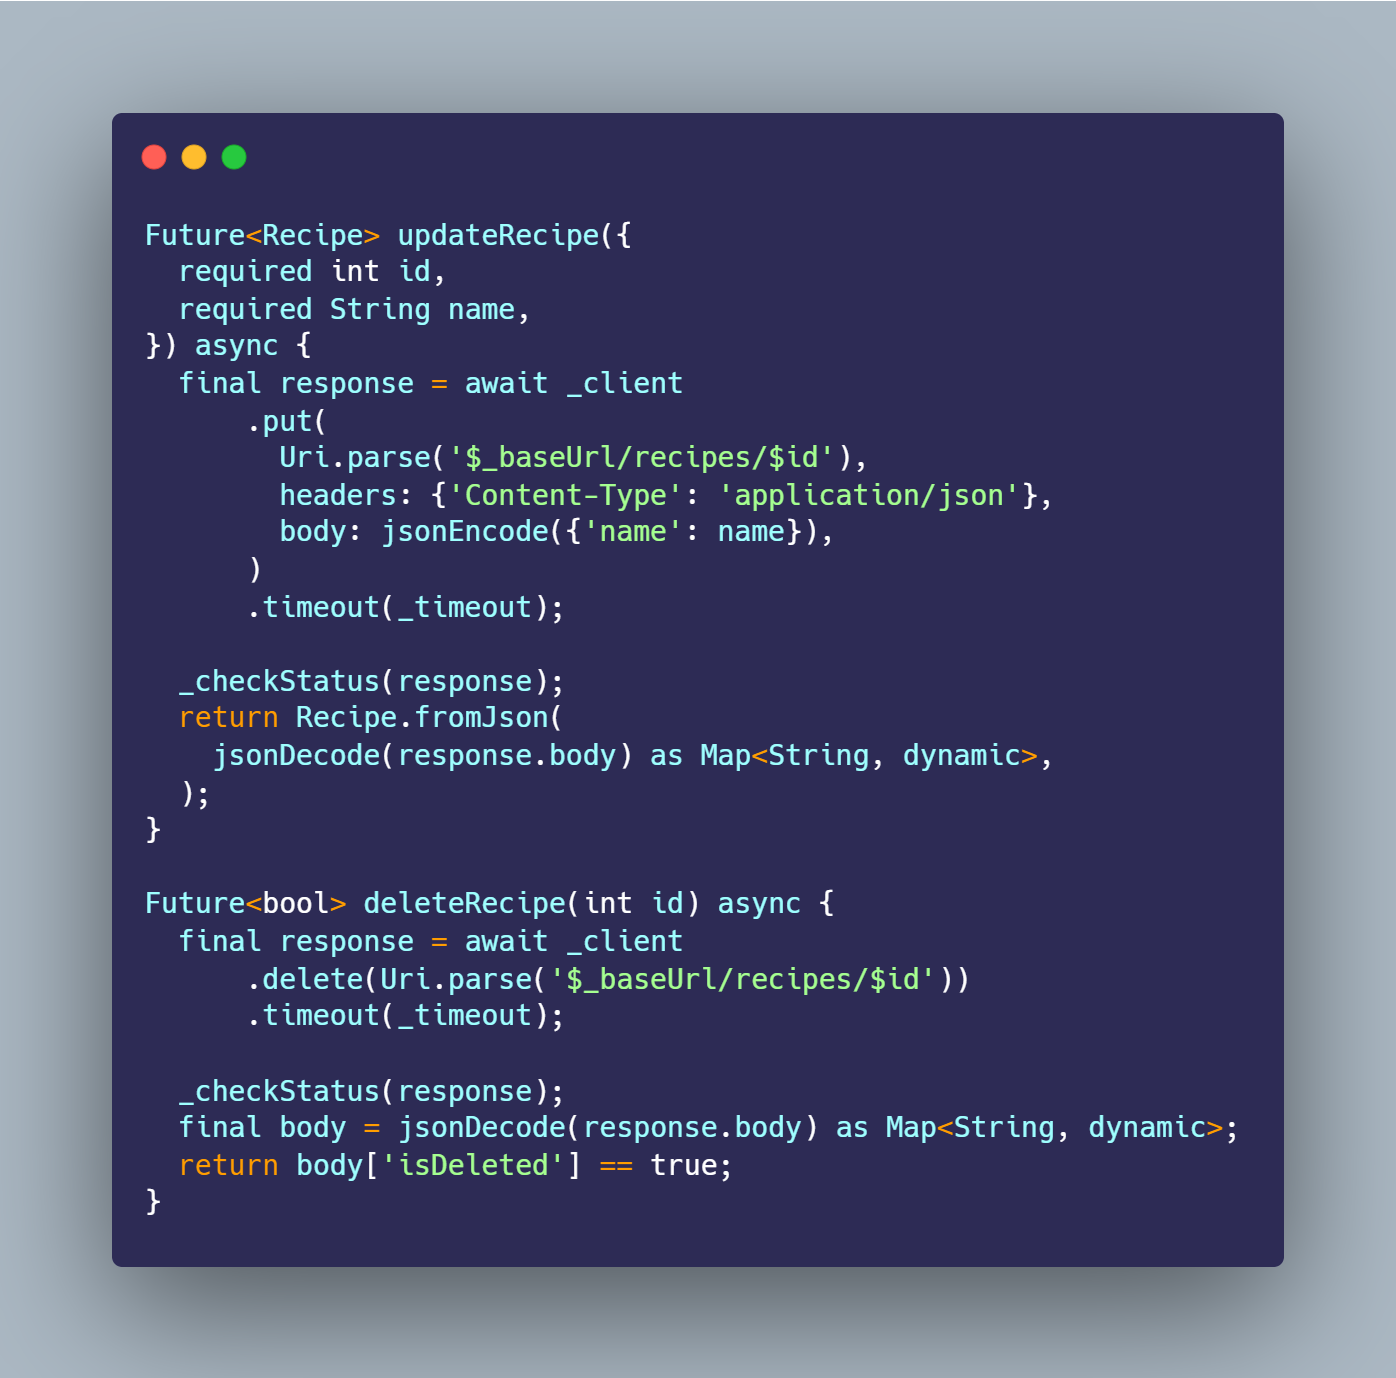 Future<Recipe> updateRecipe({
  required int id,
  required String name,
}) async {
  final response = await _client
      .put(
        Uri.parse('$_baseUrl/recipes/$id'),
        headers: {'Content-Type': 'application/json'},
        body: jsonEncode({'name': name}),
      )
      .timeout(_timeout);

  _checkStatus(response);
  return Recipe.fromJson(
    jsonDecode(response.body) as Map<String, dynamic>,
  );
}

Future<bool> deleteRecipe(int id) async {
  final response = await _client
      .delete(Uri.parse('$_baseUrl/recipes/$id'))
      .timeout(_timeout);

  _checkStatus(response);
  final body = jsonDecode(response.body) as Map<String, dynamic>;
  return body['isDeleted'] == true;
}